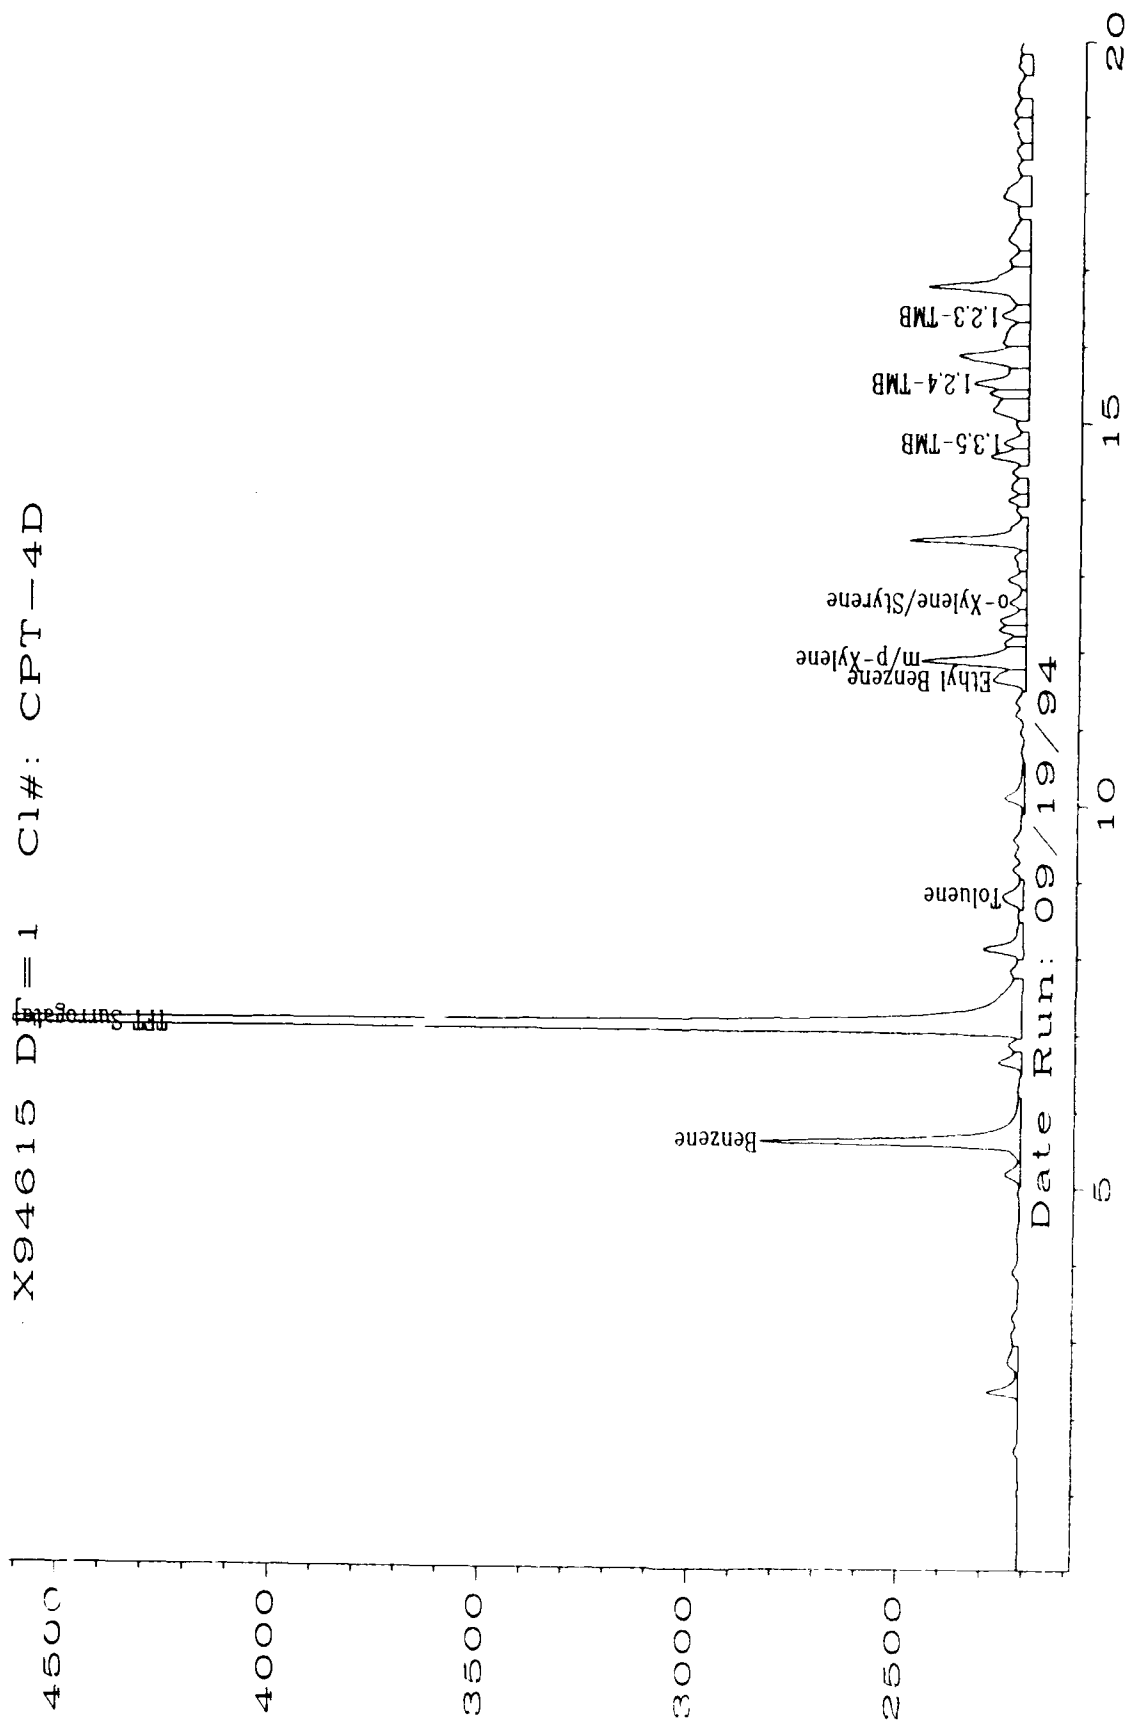 X94615 DF=1 Cl#: CPT-4D
4500
4000
3500
3000
2500
Benzene
TFT Surrogate
Toluene
Ethyl Benzene
m/p-Xylene
o-Xylene/Styrene
1,3,5-TMB
1,2,4-TMB
1,2,3-TMB
5
10
15
20
Date Run: 09/19/94